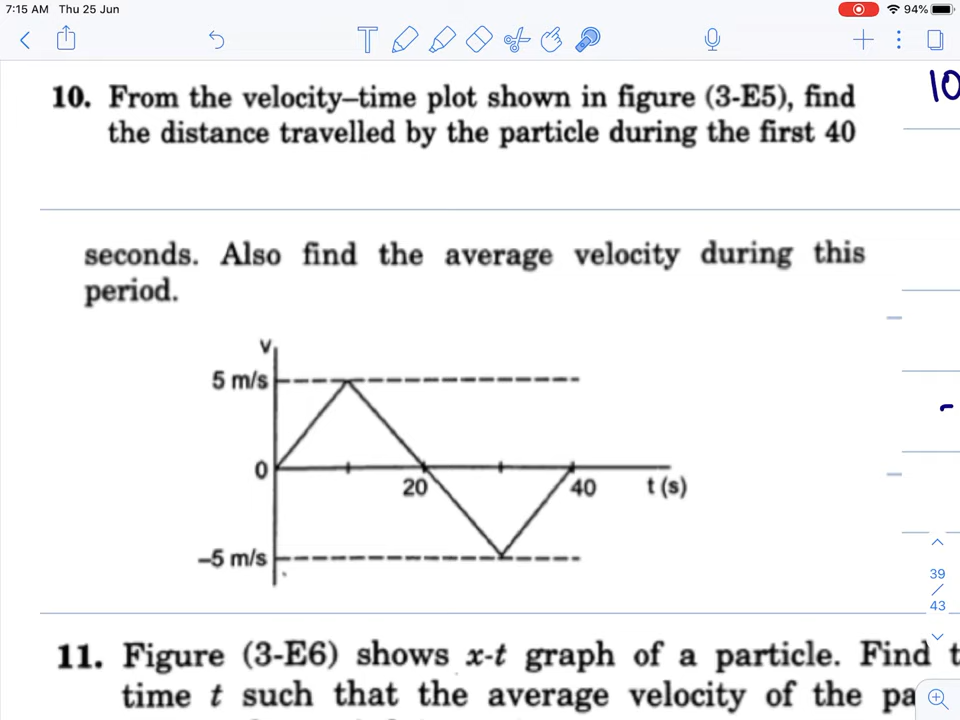 7:15 AM Thu 25 Jun
94%
10. From the velocity–time plot shown in figure (3-E5), find
10
the distance travelled by the particle during the first 40
seconds. Also find the average velocity during this
period.
v
5 m/s
0
20
40
t (s)
–5 m/s
39
/
43
11. Figure (3-E6) shows x-t graph of a particle. Find t
time t such that the average velocity of the pa